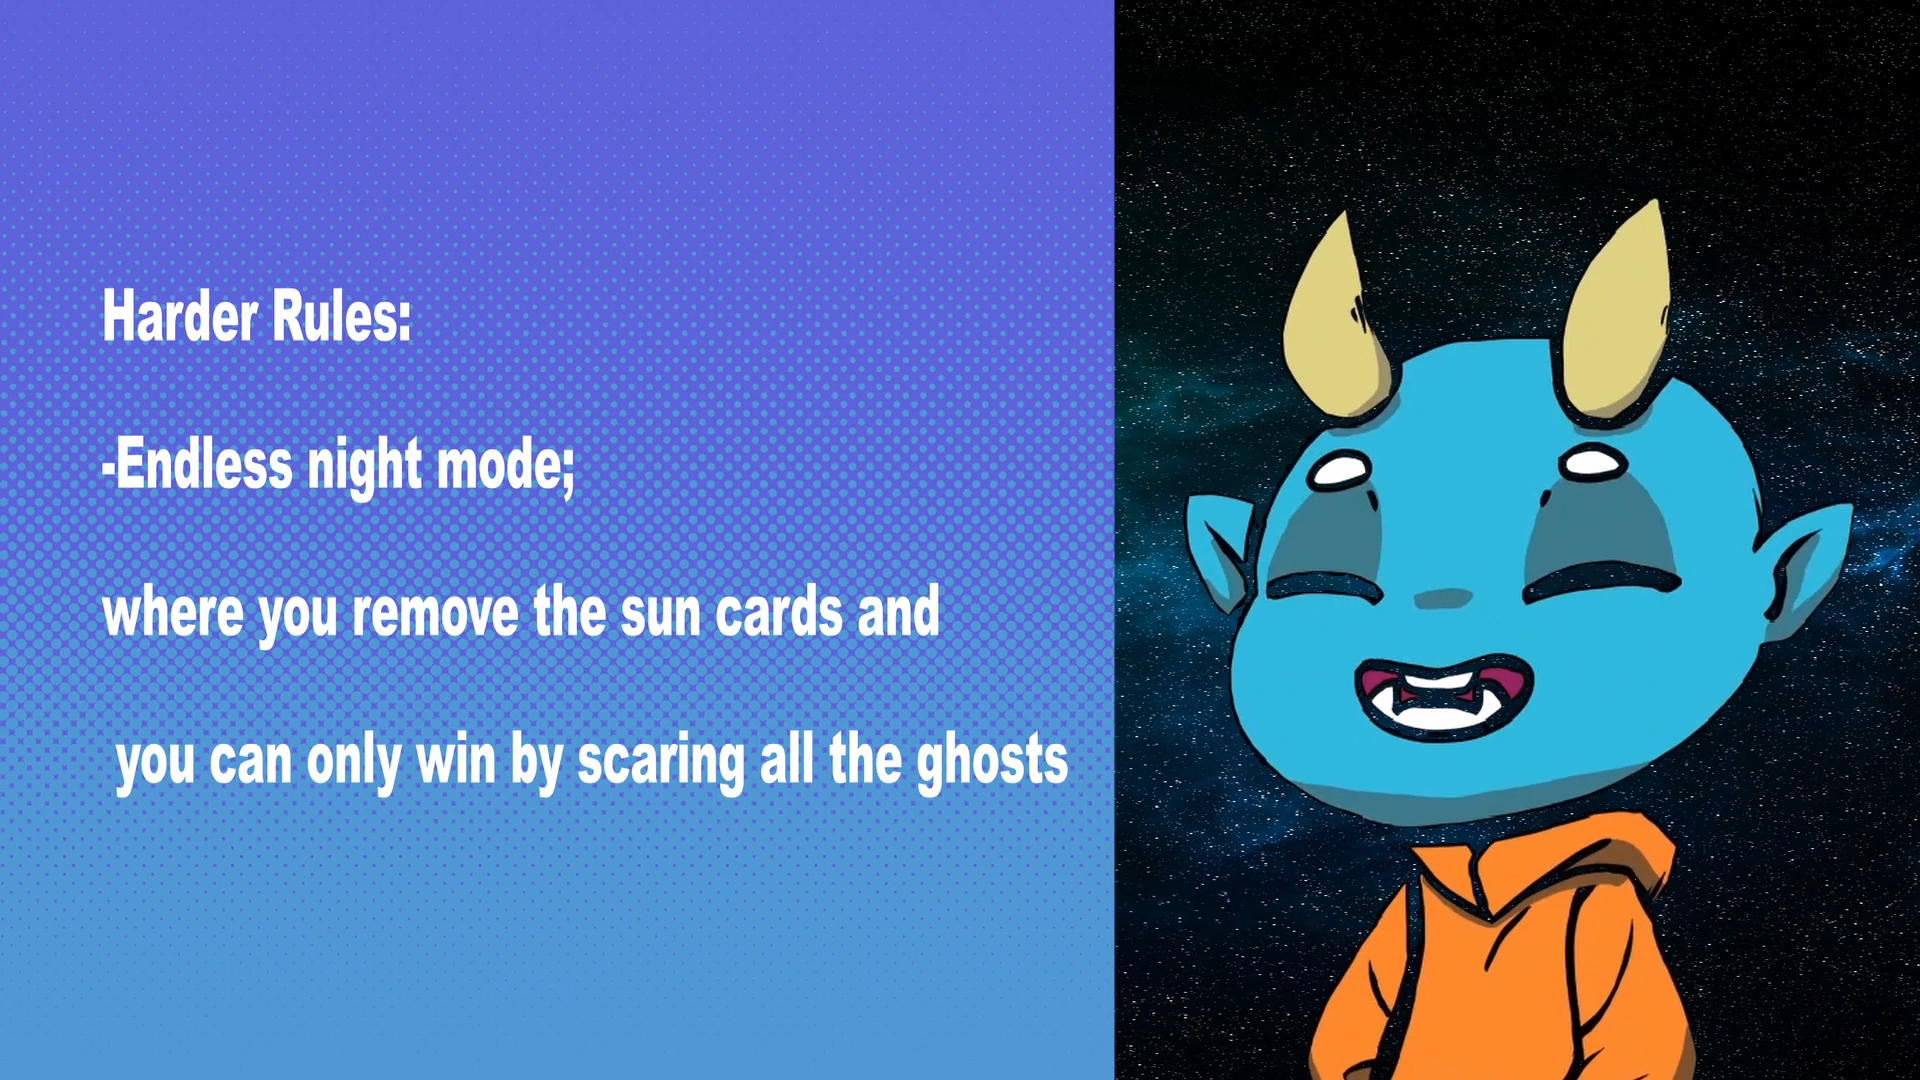 Harder Rules:
-Endless night mode;
where you remove the sun cards and
you can only win by scaring all the ghosts